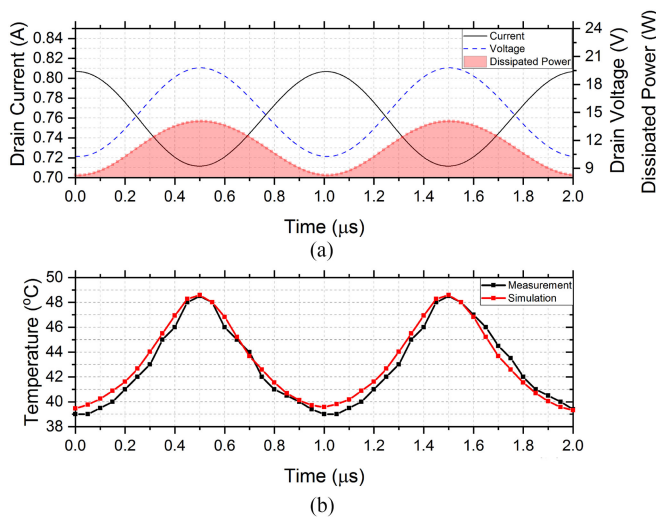 Drain Current (A)
0.84
0.82
0.80
0.78
0.76
0.74
0.72
0.70
Current
Voltage
Dissipated Power
24
21
18
15
12
9
Drain Voltage (V)
Dissipated Power (W)
0.0 0.2 0.4 0.6 0.8 1.0 1.2 1.4 1.6 1.8 2.0
Time (μs)
(a)
Temperature (°C)
50
48
46
44
42
40
38
Measurement
Simulation
0.0 0.2 0.4 0.6 0.8 1.0 1.2 1.4 1.6 1.8 2.0
Time (μs)
(b)